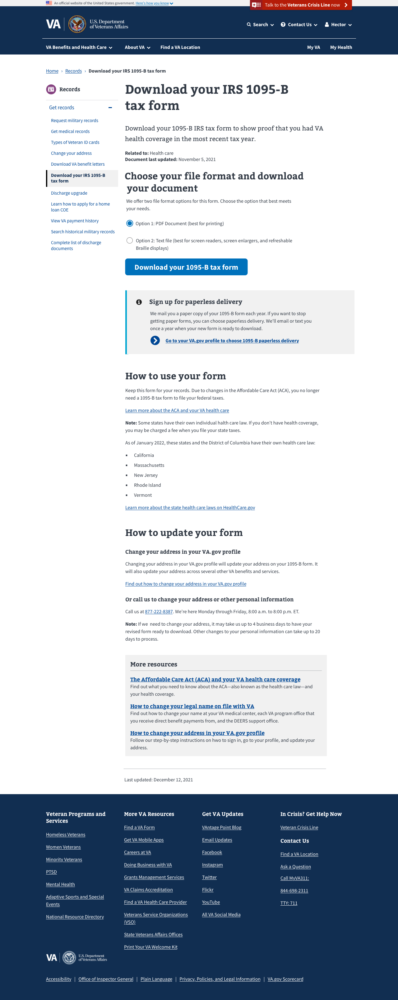 An official website of the United States government. Here's how you know
Talk to the Veterans Crisis Line now
VA
U.S. Department
of Veterans Affairs
Search
Contact Us
Hector
VA Benefits and Health Care
About VA
Find a VA Location
My VA
My Health
Home › Records › Download your IRS 1095-B tax form
Records
Get records
Request military records
Get medical records
Types of Veteran ID cards
Change your address
Download VA benefit letters
Download your IRS 1095-B
tax form
Discharge upgrade
Learn how to apply for a home
loan COE
View VA payment history
Search historical military records
Complete list of discharge
documents
Download your IRS 1095-B
tax form
Download your 1095-B IRS tax form to show proof that you had VA
health coverage in the most recent tax year.
Related to: Health care
Document last updated: November 5, 2021
Choose your file format and download
your document
We offer two file format options for this form. Choose the option that best meets
your needs.
Option 1: PDF Document (best for printing)
Option 2: Text file (best for screen readers, screen enlargers, and refreshable
Braille displays)
Download your 1095-B tax form
Sign up for paperless delivery
We mail you a paper copy of your 1095-B form each year. If you want to stop
getting paper forms, you can choose paperless delivery. We'll email or text you
once a year when your new form is ready to download.
Go to your VA.gov profile to choose 1095-B paperless delivery
How to use your form
Keep this form for your records. Due to changes in the Affordable Care Act (ACA), you no longer
need a 1095-B tax form to file your federal taxes.
Learn more about the ACA and your VA health care
Note: Some states have their own individual halth care law. If you don’t have health coverage,
you may be charged a fee when you file your state taxes.
As of January 2022, these states and the District of Columbia have their own health care law:
▪ California
▪ Massachusetts
▪ New Jersey
▪ Rhode Island
▪ Vermont
Learn more about the state health care laws on HealthCare.gov
How to update your form
Change your address in your VA.gov profile
Changing your address in your VA.gov profile will update your address on your 1095-B form. It
will also update your address across several other VA benefits and services.
Find out how to change your address in your VA.gov profile
Or call us to change your address or other personal information
Call us at 877-222-8387. We’re here Monday through Friday, 8:00 a.m. to 8:00 p.m. ET.
Note: If we need to change your address, it may take us up to 4 business days to have your
revised form ready to download. Other changes to your personal information can take up to 20
days to process.
More resources
The Affordable Care Act (ACA) and your VA health care coverage
Find out what you need to know about the ACA—also known as the health care law—and
your health coverage.
How to change your legal name on file with VA
Find out how to change your name at your VA medical center, each VA program office that
you receive direct benefit payments from, and the DEERS support office.
How to change your address in your VA.gov profile
Follow our step-by-step instructions on hwo to sign in, go to your profile, and update your
address.
Last updated: December 12, 2021
Veteran Programs and
Services
Homeless Veterans
Women Veterans
Minority Veterans
PTSD
Mental Health
Adaptive Sports and Special
Events
National Resource Directory
More VA Resources
Find a VA Form
Get VA Mobile Apps
Careers at VA
Doing Business with VA
Grants Management Services
VA Claims Accreditation
Find a VA Health Care Provider
Veterans Service Organizations
(VSO)
State Veterans Affairs Offices
Print Your VA Welcome Kit
Get VA Updates
VAntage Point Blog
Email Updates
Facebook
Instagram
Twitter
Flickr
YouTube
All VA Social Media
In Crisis? Get Help Now
Veteran Crisis Line
Contact Us
Find a VA Location
Ask a Question
Call MyVA311:
844-698-2311
TTY: 711
VA
U.S. Department
of Veterans Affairs
Accessibility | Office of Inspector General | Plain Language | Privacy, Policies, and Legal Information | VA.gov Scorecard